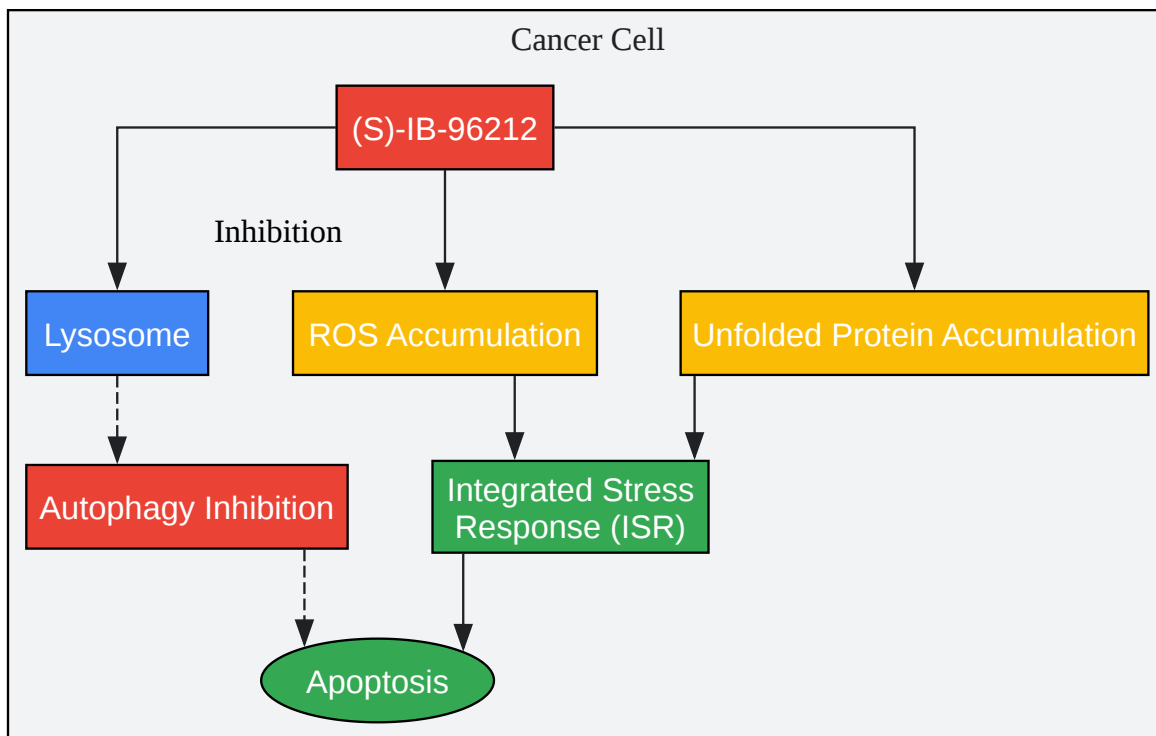 Cancer Cell
(S)-IB-96212
Inhibition
Lysosome
ROS Accumulation
Unfolded Protein Accumulation
Autophagy Inhibition
Integrated Stress
Response (ISR)
Apoptosis